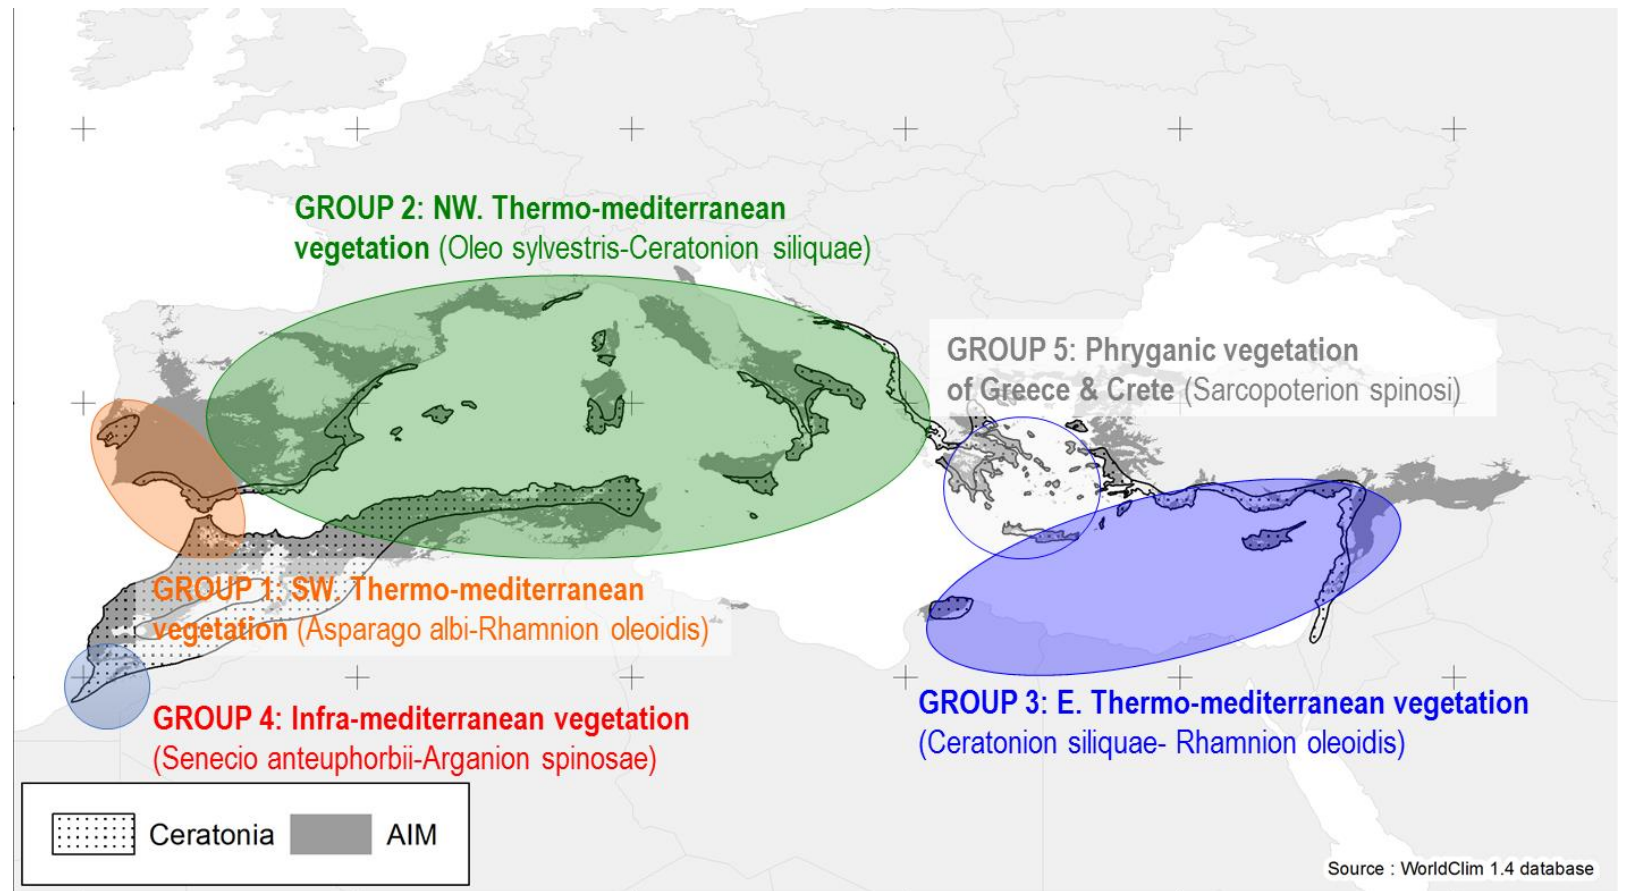 GROUP 2: NW. Thermo-mediterranean
vegetation (Oleo sylvestris-Ceratonion siliquae)
GROUP 5: Phryganic vegetation
of Greece & Crete (Sarcopoterion spinosi)
GROUP 1: SW. Thermo-mediterranean
vegetation (Asparago albi-Rhamnion oleoidis)
GROUP 4: Infra-mediterranean vegetation
(Senecio anteuphorbii-Arganion spinosae)
GROUP 3: E. Thermo-mediterranean vegetation
(Ceratonion siliquae- Rhamnion oleoidis)
Ceratonia AIM
Source : WorldClim 1.4 database